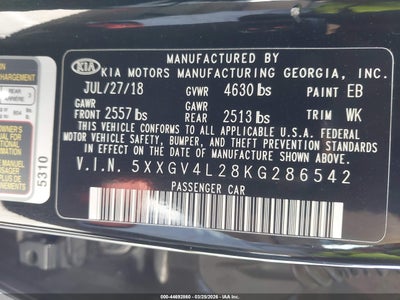 MANUFACTURED BY
KIA KIA MOTORS MANUFACTURING GEORGIA, INC.
JUL/27/18 GVWR 4630 lbs PAINT EB
GAWR FRONT 2557 lbs GAWR REAR 2513 lbs TRIM WK
THIS VEHICLE CONFORMS TO ALL APPLICABLE U.S.A. FEDERAL
MOTOR VEHICLE SAFETY, BUMPER, AND THEFT PREVENTION STANDARDS
IN EFFECT ON THE DATE OF MANUFACTURE SHOWN ABOVE.
V.I.N. 5XXGV4L28KG286542
PASSENGER CAR
5310
000-44692060 - 03/29/2026 - IAAI.COM